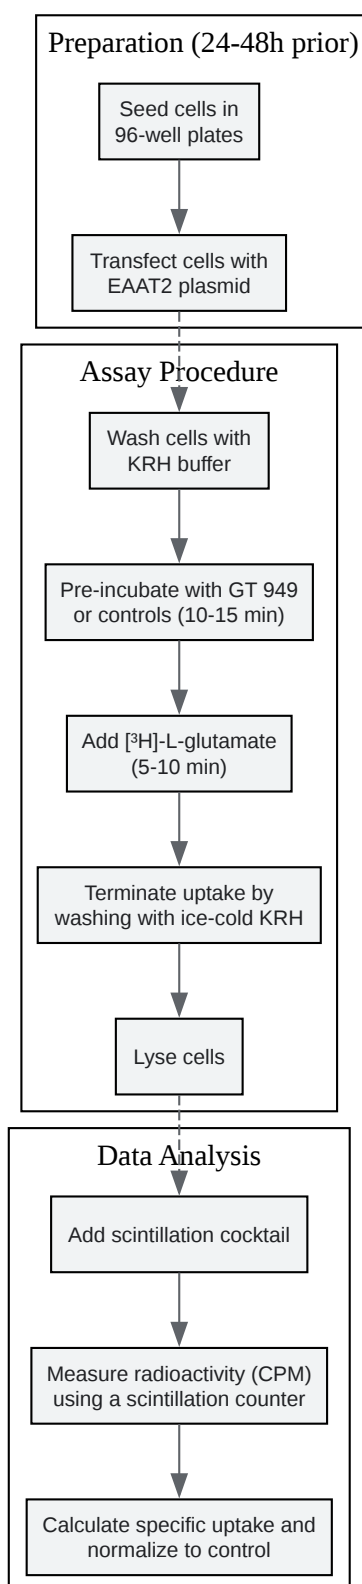 Preparation (24-48h prior)
Seed cells in
96-well plates
Transfect cells with
EAAT2 plasmid
Assay Procedure
Wash cells with
KRH buffer
Pre-incubate with GT 949
or controls (10-15 min)
Add [³H]-L-glutamate
(5-10 min)
Terminate uptake by
washing with ice-cold KRH
Lyse cells
Data Analysis
Add scintillation cocktail
Measure radioactivity (CPM)
using a scintillation counter
Calculate specific uptake and
normalize to control